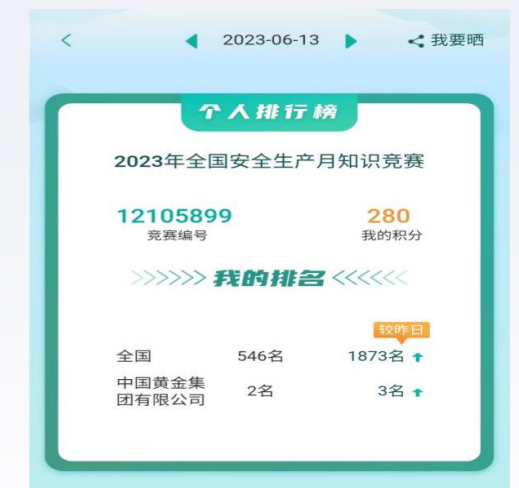 2023-06-13 我要晒
个人排行榜
2023年全国安全生产月知识竞赛
12105899 280
竞赛编号 我的积分
我的排名
较昨日
全国 546名 1873名
中国黄金集
团有限公司 2名 3名